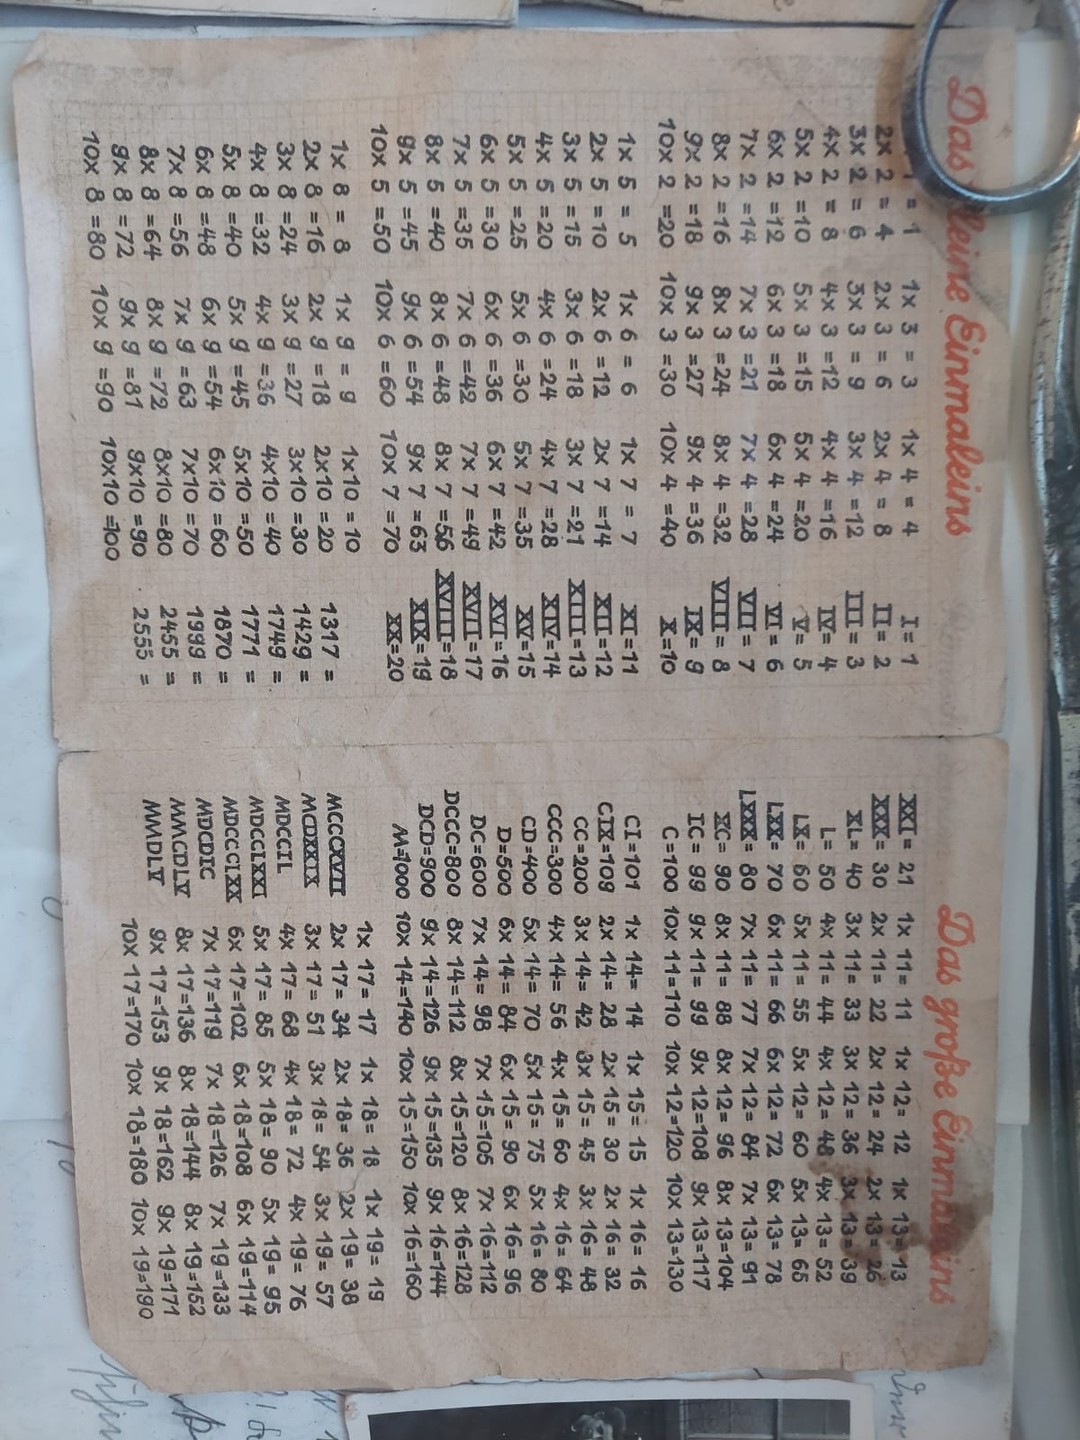 Das kleine Einmaleins
1 = 1 1x 3 = 3 1x 4 = 4 I = 1
2x 2 = 4 2x 3 = 6 2x 4 = 8 II = 2
3x 2 = 6 3x 3 = 9 3x 4 = 12 III = 3
4x 2 = 8 4x 3 = 12 4x 4 = 16 IV = 4
5x 2 = 10 5x 3 = 15 5x 4 = 20 V = 5
6x 2 = 12 6x 3 = 18 6x 4 = 24 VI = 6
7x 2 = 14 7x 3 = 21 7x 4 = 28 VII = 7
8x 2 = 16 8x 3 = 24 8x 4 = 32 VIII = 8
9x 2 = 18 9x 3 = 27 9x 4 = 36 IX = 9
10x 2 = 20 10x 3 = 30 10x 4 = 40 X = 10
1x 5 = 5 1x 6 = 6 1x 7 = 7 XI = 11
2x 5 = 10 2x 6 = 12 2x 7 = 14 XII = 12
3x 5 = 15 3x 6 = 18 3x 7 = 21 XIII = 13
4x 5 = 20 4x 6 = 24 4x 7 = 28 XIV = 14
5x 5 = 25 5x 6 = 30 5x 7 = 35 XV = 15
6x 5 = 30 6x 6 = 36 6x 7 = 42 XVI = 16
7x 5 = 35 7x 6 = 42 7x 7 = 49 XVII = 17
8x 5 = 40 8x 6 = 48 8x 7 = 56 XVIII = 18
9x 5 = 45 9x 6 = 54 9x 7 = 63 XIX = 19
10x 5 = 50 10x 6 = 60 10x 7 = 70 XX = 20
1x 8 = 8 1x 9 = 9 1x10 = 10 1317 =
2x 8 = 16 2x 9 = 18 2x10 = 20 1429 =
3x 8 = 24 3x 9 = 27 3x10 = 30 1749 =
4x 8 = 32 4x 9 = 36 4x10 = 40 1771 =
5x 8 = 40 5x 9 = 45 5x10 = 50 1870 =
6x 8 = 48 6x 9 = 54 6x10 = 60 1999 =
7x 8 = 56 7x 9 = 63 7x10 = 70 2455 =
8x 8 = 64 8x 9 = 72 8x10 = 80 2555 =
9x 8 = 72 9x 9 = 81 9x10 = 90
10x 8 = 80 10x 9 = 90 10x10 = 100
Das große Einmaleins
XXI = 21 1x 11 = 11 1x 12 = 12 1x 13 = 13
XXX = 30 2x 11 = 22 2x 12 = 24 2x 13 = 26
XL = 40 3x 11 = 33 3x 12 = 36 3x 13 = 39
L = 50 4x 11 = 44 4x 12 = 48 4x 13 = 52
LX = 60 5x 11 = 55 5x 12 = 60 5x 13 = 65
LXX = 70 6x 11 = 66 6x 12 = 72 6x 13 = 78
LXXX = 80 7x 11 = 77 7x 12 = 84 7x 13 = 91
XC = 90 8x 11 = 88 8x 12 = 96 8x 13 = 104
IC = 99 9x 11 = 99 9x 12 = 108 9x 13 = 117
C = 100 10x 11 = 110 10x 12 = 120 10x 13 = 130
CI = 101 1x 14 = 14 1x 15 = 15 1x 16 = 16
CIX = 109 2x 14 = 28 2x 15 = 30 2x 16 = 32
CC = 200 3x 14 = 42 3x 15 = 45 3x 16 = 48
CCC = 300 4x 14 = 56 4x 15 = 60 4x 16 = 64
CD = 400 5x 14 = 70 5x 15 = 75 5x 16 = 80
D = 500 6x 14 = 84 6x 15 = 90 6x 16 = 96
DC = 600 7x 14 = 98 7x 15 = 105 7x 16 = 112
DCCC = 800 8x 14 = 112 8x 15 = 120 8x 16 = 128
DCD = 900 9x 14 = 126 9x 15 = 135 9x 16 = 144
M = 1000 10x 14 = 140 10x 15 = 150 10x 16 = 160
1x 17 = 17 1x 18 = 18 1x 19 = 19
MCCCXVII 2x 17 = 34 2x 18 = 36 2x 19 = 38
MCDXXIX 3x 17 = 51 3x 18 = 54 3x 19 = 57
MDCCIL 4x 17 = 68 4x 18 = 72 4x 19 = 76
MDCCLXXI 5x 17 = 85 5x 18 = 90 5x 19 = 95
MDCCCLXX 6x 17 = 102 6x 18 = 108 6x 19 = 114
MDCDIC 7x 17 = 119 7x 18 = 126 7x 19 = 133
MMCDLV 8x 17 = 136 8x 18 = 144 8x 19 = 152
MMDLV 9x 17 = 153 9x 18 = 162 9x 19 = 171
10x 17 = 170 10x 18 = 180 10x 19 = 190